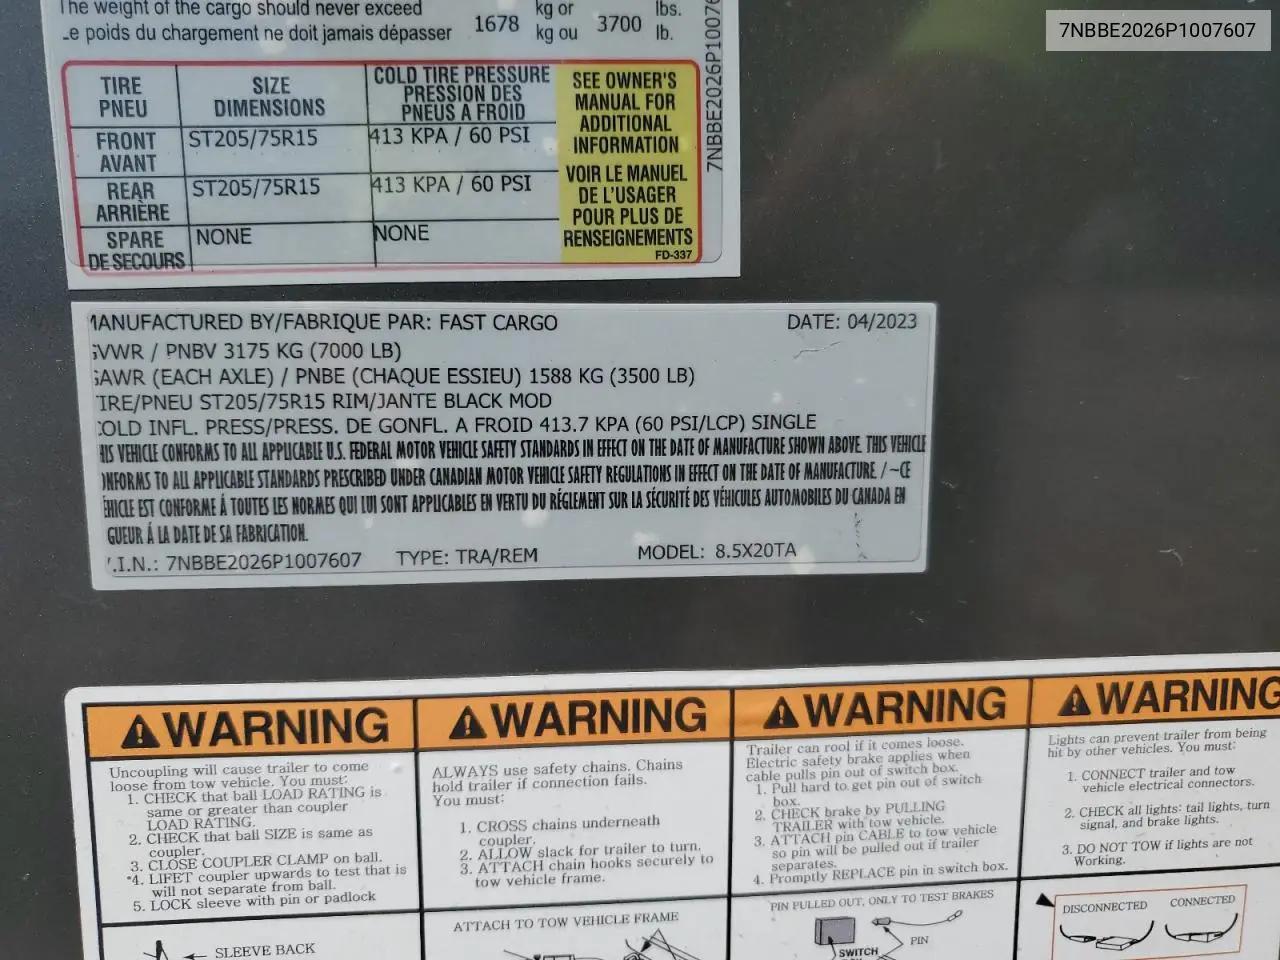 The weight of the cargo should never exceed 1678 kg or 3700 lbs.
Le poids du chargement ne doit jamais dépasser kg ou lb.
7NBBE2026P1007607
TIRE PNEU SIZE DIMENSIONS COLD TIRE PRESSURE PRESSION DES PNEUS A FROID
FRONT AVANT ST205/75R15 413 KPA / 60 PSI
REAR ARRIÈRE ST205/75R15 413 KPA / 60 PSI
SPARE DE SECOURS NONE NONE
SEE OWNER'S
MANUAL FOR
ADDITIONAL
INFORMATION
VOIR LE MANUEL
DE L'USAGER
POUR PLUS DE
RENSEIGNEMENTS
FD-337
7NBBE2026P10076
MANUFACTURED BY/FABRIQUE PAR: FAST CARGO DATE: 04/2023
GVWR / PNBV 3175 KG (7000 LB)
GAWR (EACH AXLE) / PNBE (CHAQUE ESSIEU) 1588 KG (3500 LB)
TIRE/PNEU ST205/75R15 RIM/JANTE BLACK MOD
COLD INFL. PRESS/PRESS. DE GONFL. A FROID 413.7 KPA (60 PSI/LCP) SINGLE
HIS VEHICLE CONFORMS TO ALL APPLICABLE U.S. FEDERAL MOTOR VEHICLE SAFETY STANDARDS IN EFFECT ON THE DATE OF MANUFACTURE SHOWN ABOVE. THIS VEHICLE
ONFORMS TO ALL APPLICABLE STANDARDS PRESCRIBED UNDER CANADIAN MOTOR VEHICLE SAFETY REGULATIONS IN EFFECT ON THE DATE OF MANUFACTURE. / ~CE
ÉHICLE EST CONFORME Á TOUTES LES NORMES QUI LUI SONT APPLICABLES EN VERTU DU RÉGLEMENT SUR LA SÉCURITÉ DES VÉHICULES AUTOMOBILES DU CANADA EN
GUEUR Á LA DATE DE SA FABRICATION.
V.I.N.: 7NBBE2026P1007607 TYPE: TRA/REM MODEL: 8.5X20TA
WARNING
Uncoupling will cause trailer to come
loose from tow vehicle. You must:
1. CHECK that ball LOAD RATING is
same or greater than coupler
LOAD RATING.
2. CHECK that ball SIZE is same as
coupler.
3. CLOSE COUPLER CLAMP on ball.
*4. LIFET coupler upwards to test that is
will not separate from ball.
5. LOCK sleeve with pin or padlock
SLEEVE BACK
WARNING
ALWAYS use safety chains. Chains
hold trailer if connection fails.
You must:
1. CROSS chains underneath
coupler.
2. ALLOW slack for trailer to turn.
3. ATTACH chain hooks securely to
tow vehicle frame.
ATTACH TO TOW VEHICLE FRAME
WARNING
Trailer can rool if it comes loose.
Electric safety brake applies when
cable pulls pin out of switch box.
1. Pull hard to get pin out of switch
box.
2. CHECK brake by PULLING
TRAILER with tow vehicle.
3. ATTACH pin CABLE to tow vehicle
so pin will be pulled out if trailer
separates.
4. Promptly REPLACE pin in switch box.
PIN PULLED OUT, ONLY TO TEST BRAKES
PIN
SWITCH
WARNING
Lights can prevent trailer from being
hit by other vehicles. You must:
1. CONNECT trailer and tow
vehicle electrical connectors.
2. CHECK all lights: tail lights, turn
signal, and brake lights.
3. DO NOT TOW if lights are not
Working.
DISCONNECTED CONNECTED